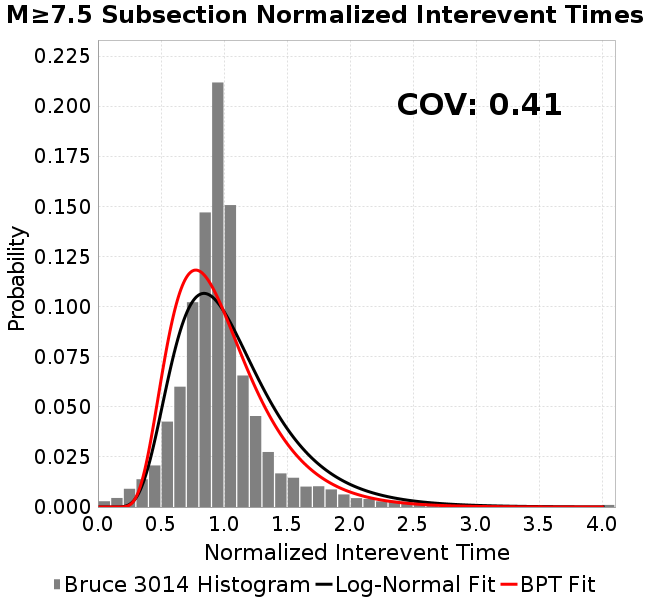 M≥7.5 Subsection Normalized Interevent Times
COV: 0.41
Probability
0.225
0.200
0.175
0.150
0.125
0.100
0.075
0.050
0.025
0.000
0.0 0.5 1.0 1.5 2.0 2.5 3.0 3.5 4.0
Normalized Interevent Time
Bruce 3014 Histogram Log-Normal Fit BPT Fit